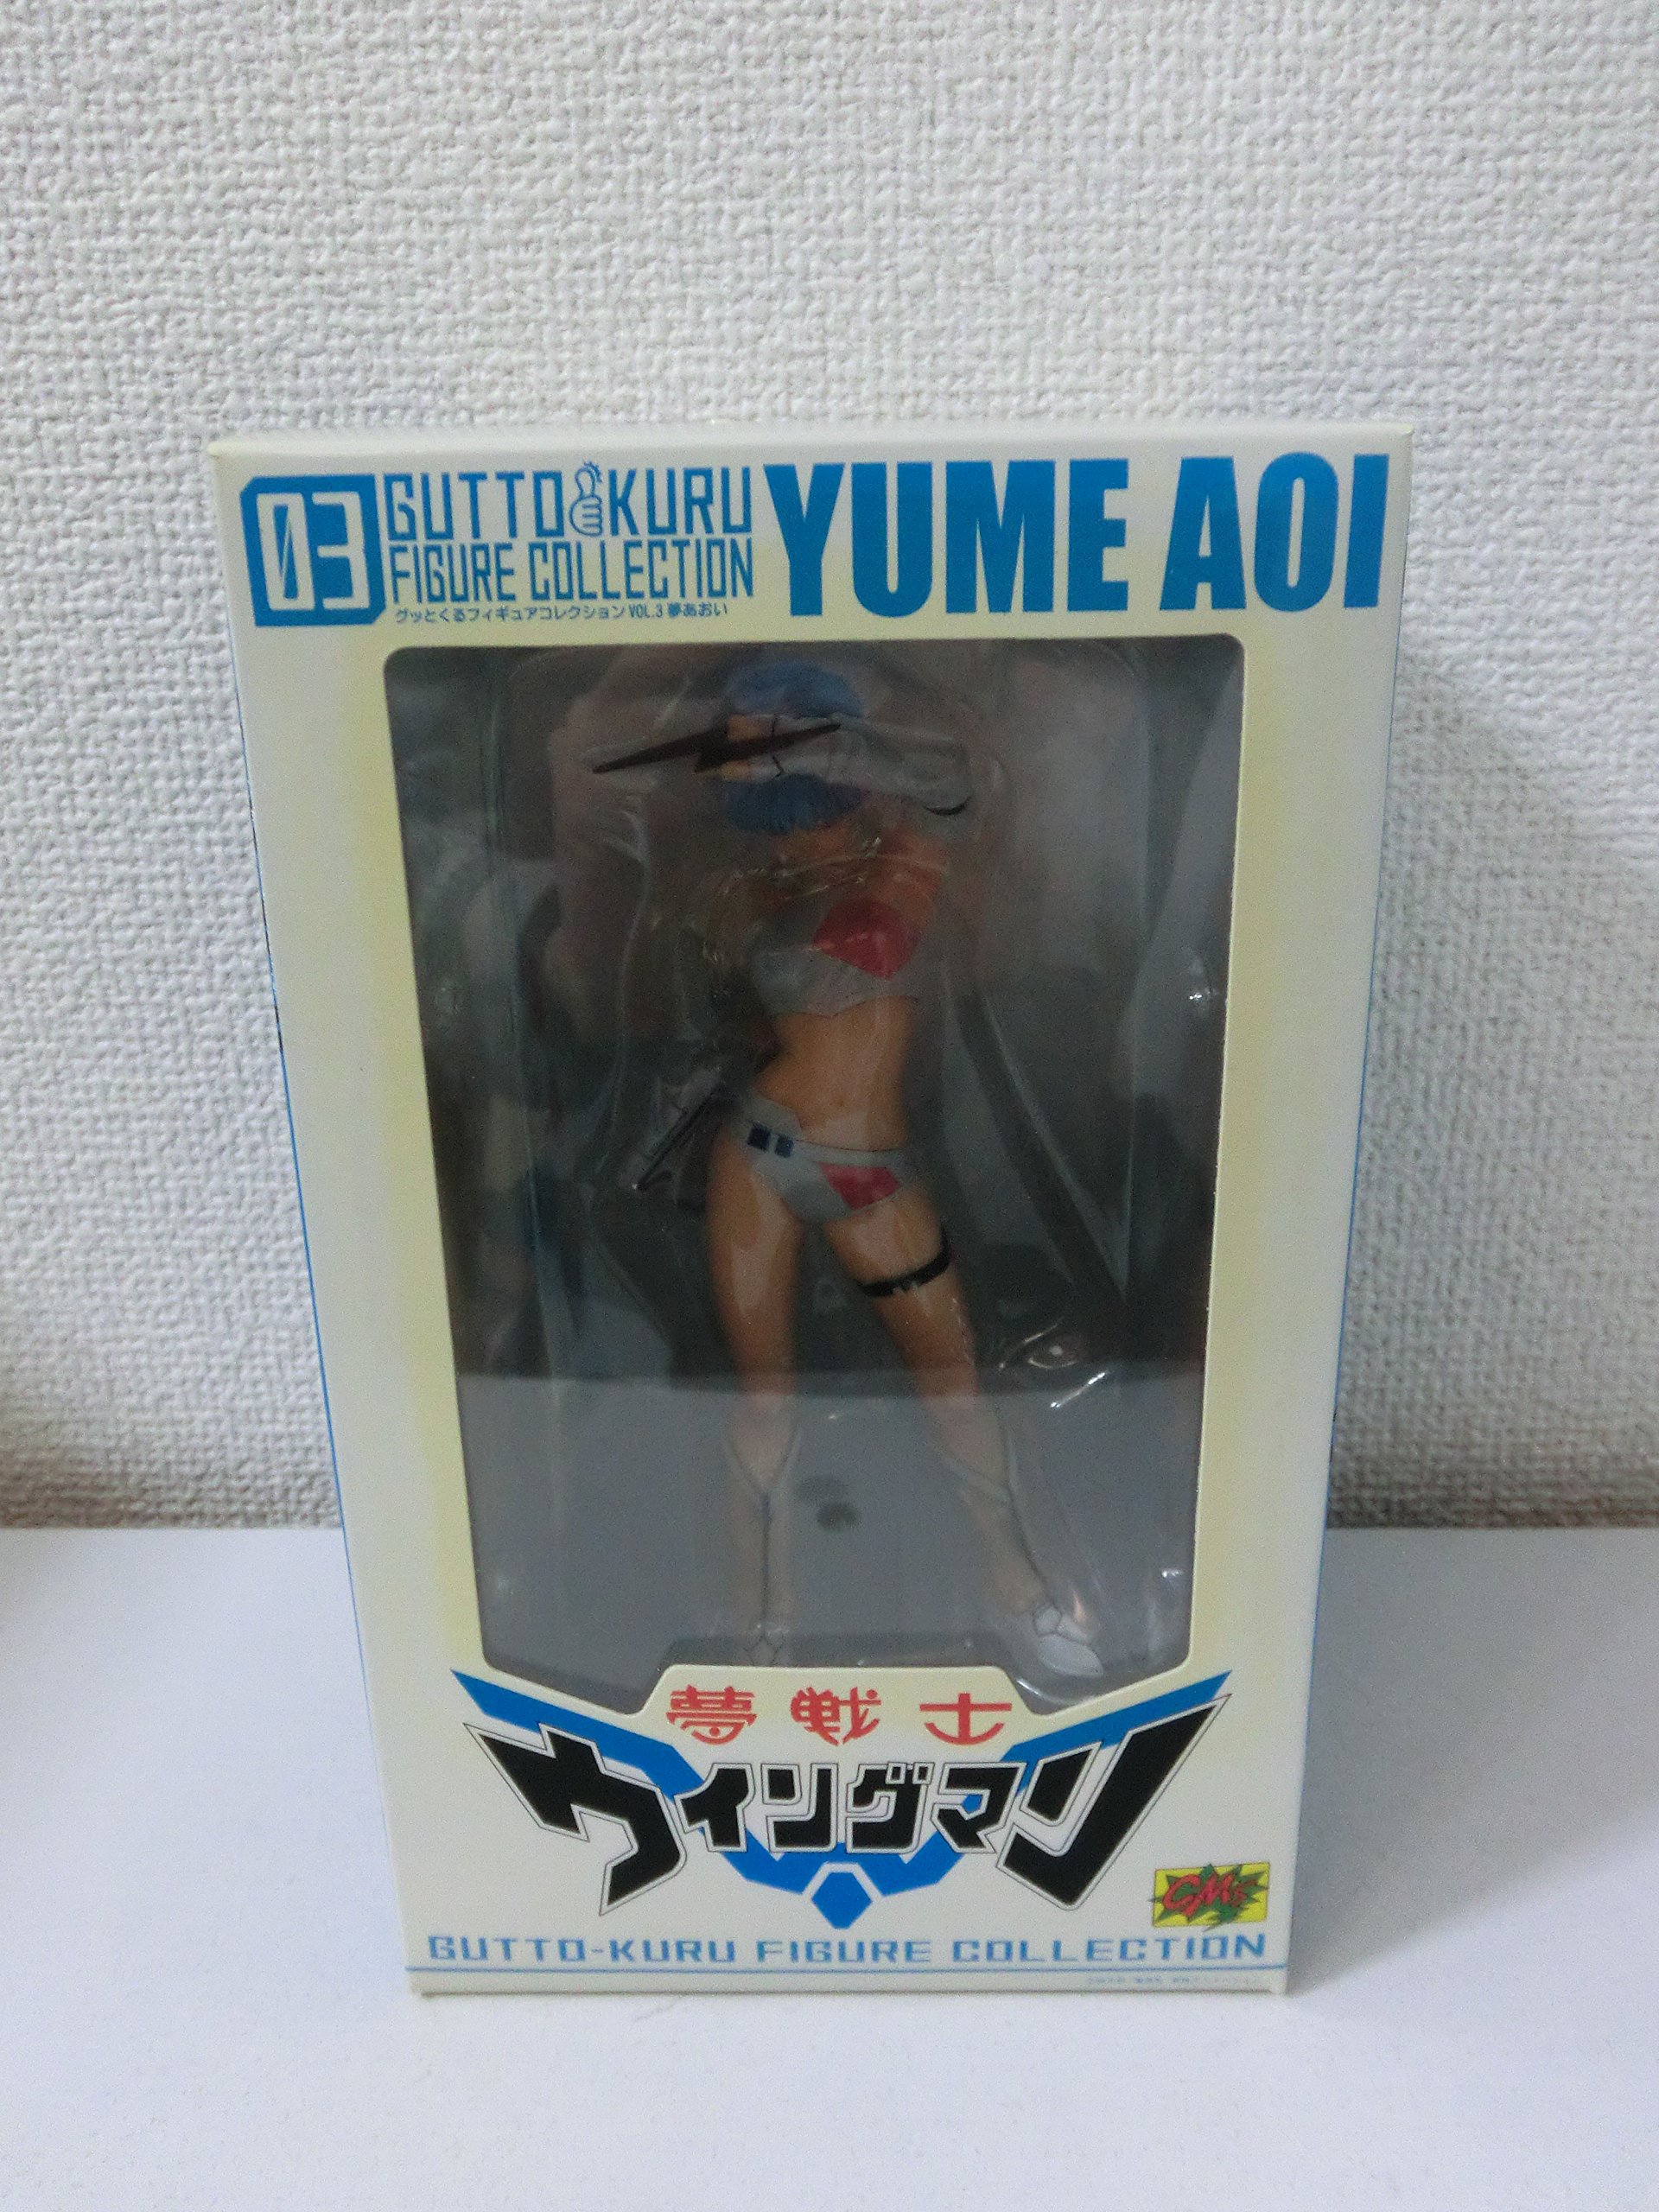 03
GUTTO KURU
FIGURE COLLECTION
グッとくるフィギュアコレクション VOL.3 夢あおい
YUME AOI
夢戦士
ウイングマン
CM's
GUTTO-KURU FIGURE COLLECTION